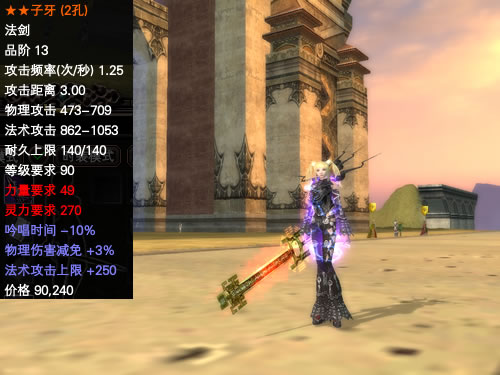 ★★子牙 (2孔)
法剑
品阶 13
攻击频率(次/秒) 1.25
攻击距离 3.00
物理攻击 473-709
法术攻击 862-1053
耐久上限 140/140
等级要求 90
力量要求 49
灵力要求 270
吟唱时间 -10%
物理伤害减免 +3%
法术攻击上限 +250
价格 90,240